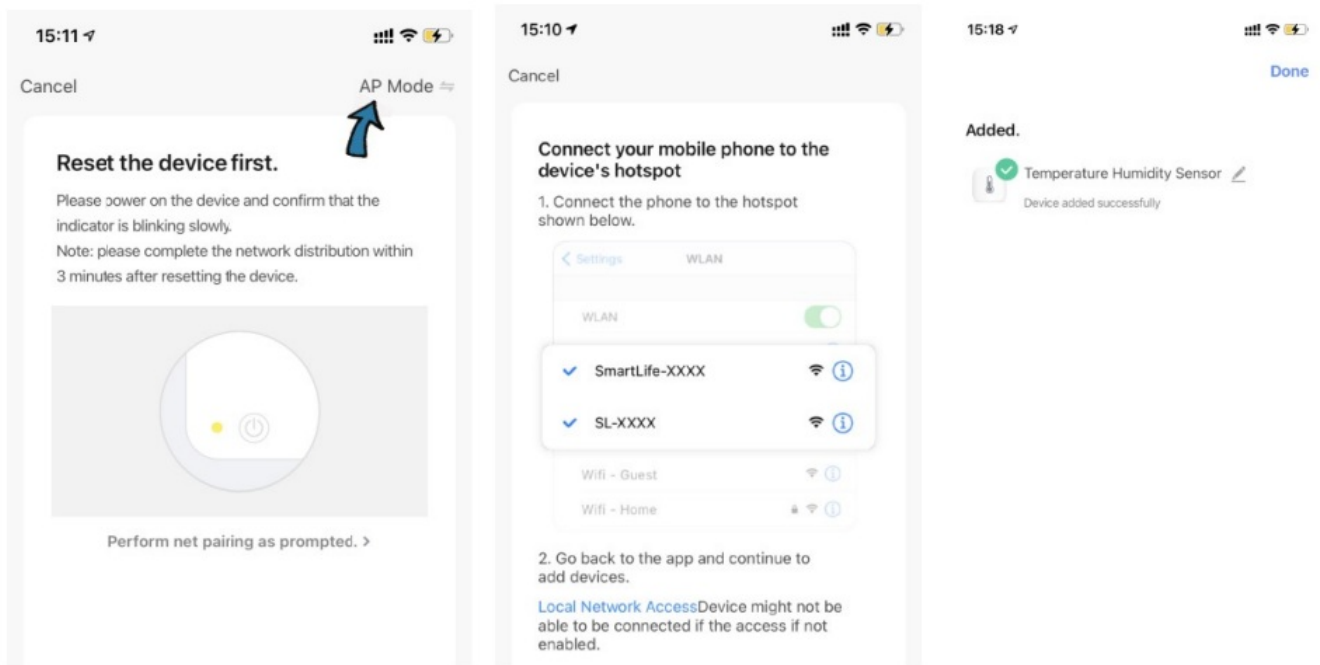 15:11
Cancel
AP Mode
Reset the device first.
Please power on the device and confirm that the
indicator is blinking slowly.
Note: please complete the network distribution within
3 minutes after resetting the device.
Perform net pairing as prompted. >
15:10
Cancel
Connect your mobile phone to the
device's hotspot
1. Connect the phone to the hotspot
shown below.
Settings
WLAN
WLAN
SmartLife-XXXX
SL-XXXX
Wifi - Guest
Wifi - Home
2. Go back to the app and continue to
add devices.
Local Network AccessDevice might not be
able to be connected if the access if not
enabled.
15:18
Done
Added.
Temperature Humidity Sensor
Device added successfully